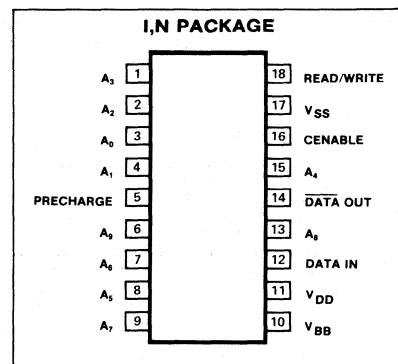 I,N PACKAGE
A3 1 18 READ/WRITE
A2 2 17 VSS
A0 3 16 CENABLE
A1 4 15 A4
PRECHARGE 5 14 DATA OUT
A9 6 13 A8
A6 7 12 DATA IN
A5 8 11 VDD
A7 9 10 VBB